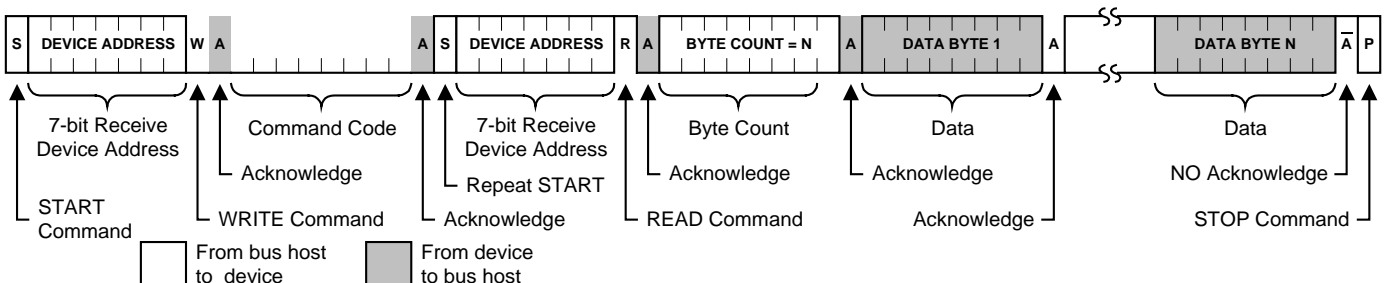 S DEVICE ADDRESS W A A S DEVICE ADDRESS R A BYTE COUNT = N A DATA BYTE 1 A DATA BYTE N A̅ P
7-bit Receive
Device Address
Command Code
7-bit Receive
Device Address
Byte Count
Data
Data
Acknowledge
Repeat START
Acknowledge
Acknowledge
NO Acknowledge
START
Command
WRITE Command
Acknowledge
READ Command
Acknowledge
STOP Command
From bus host
to device
From device
to bus host